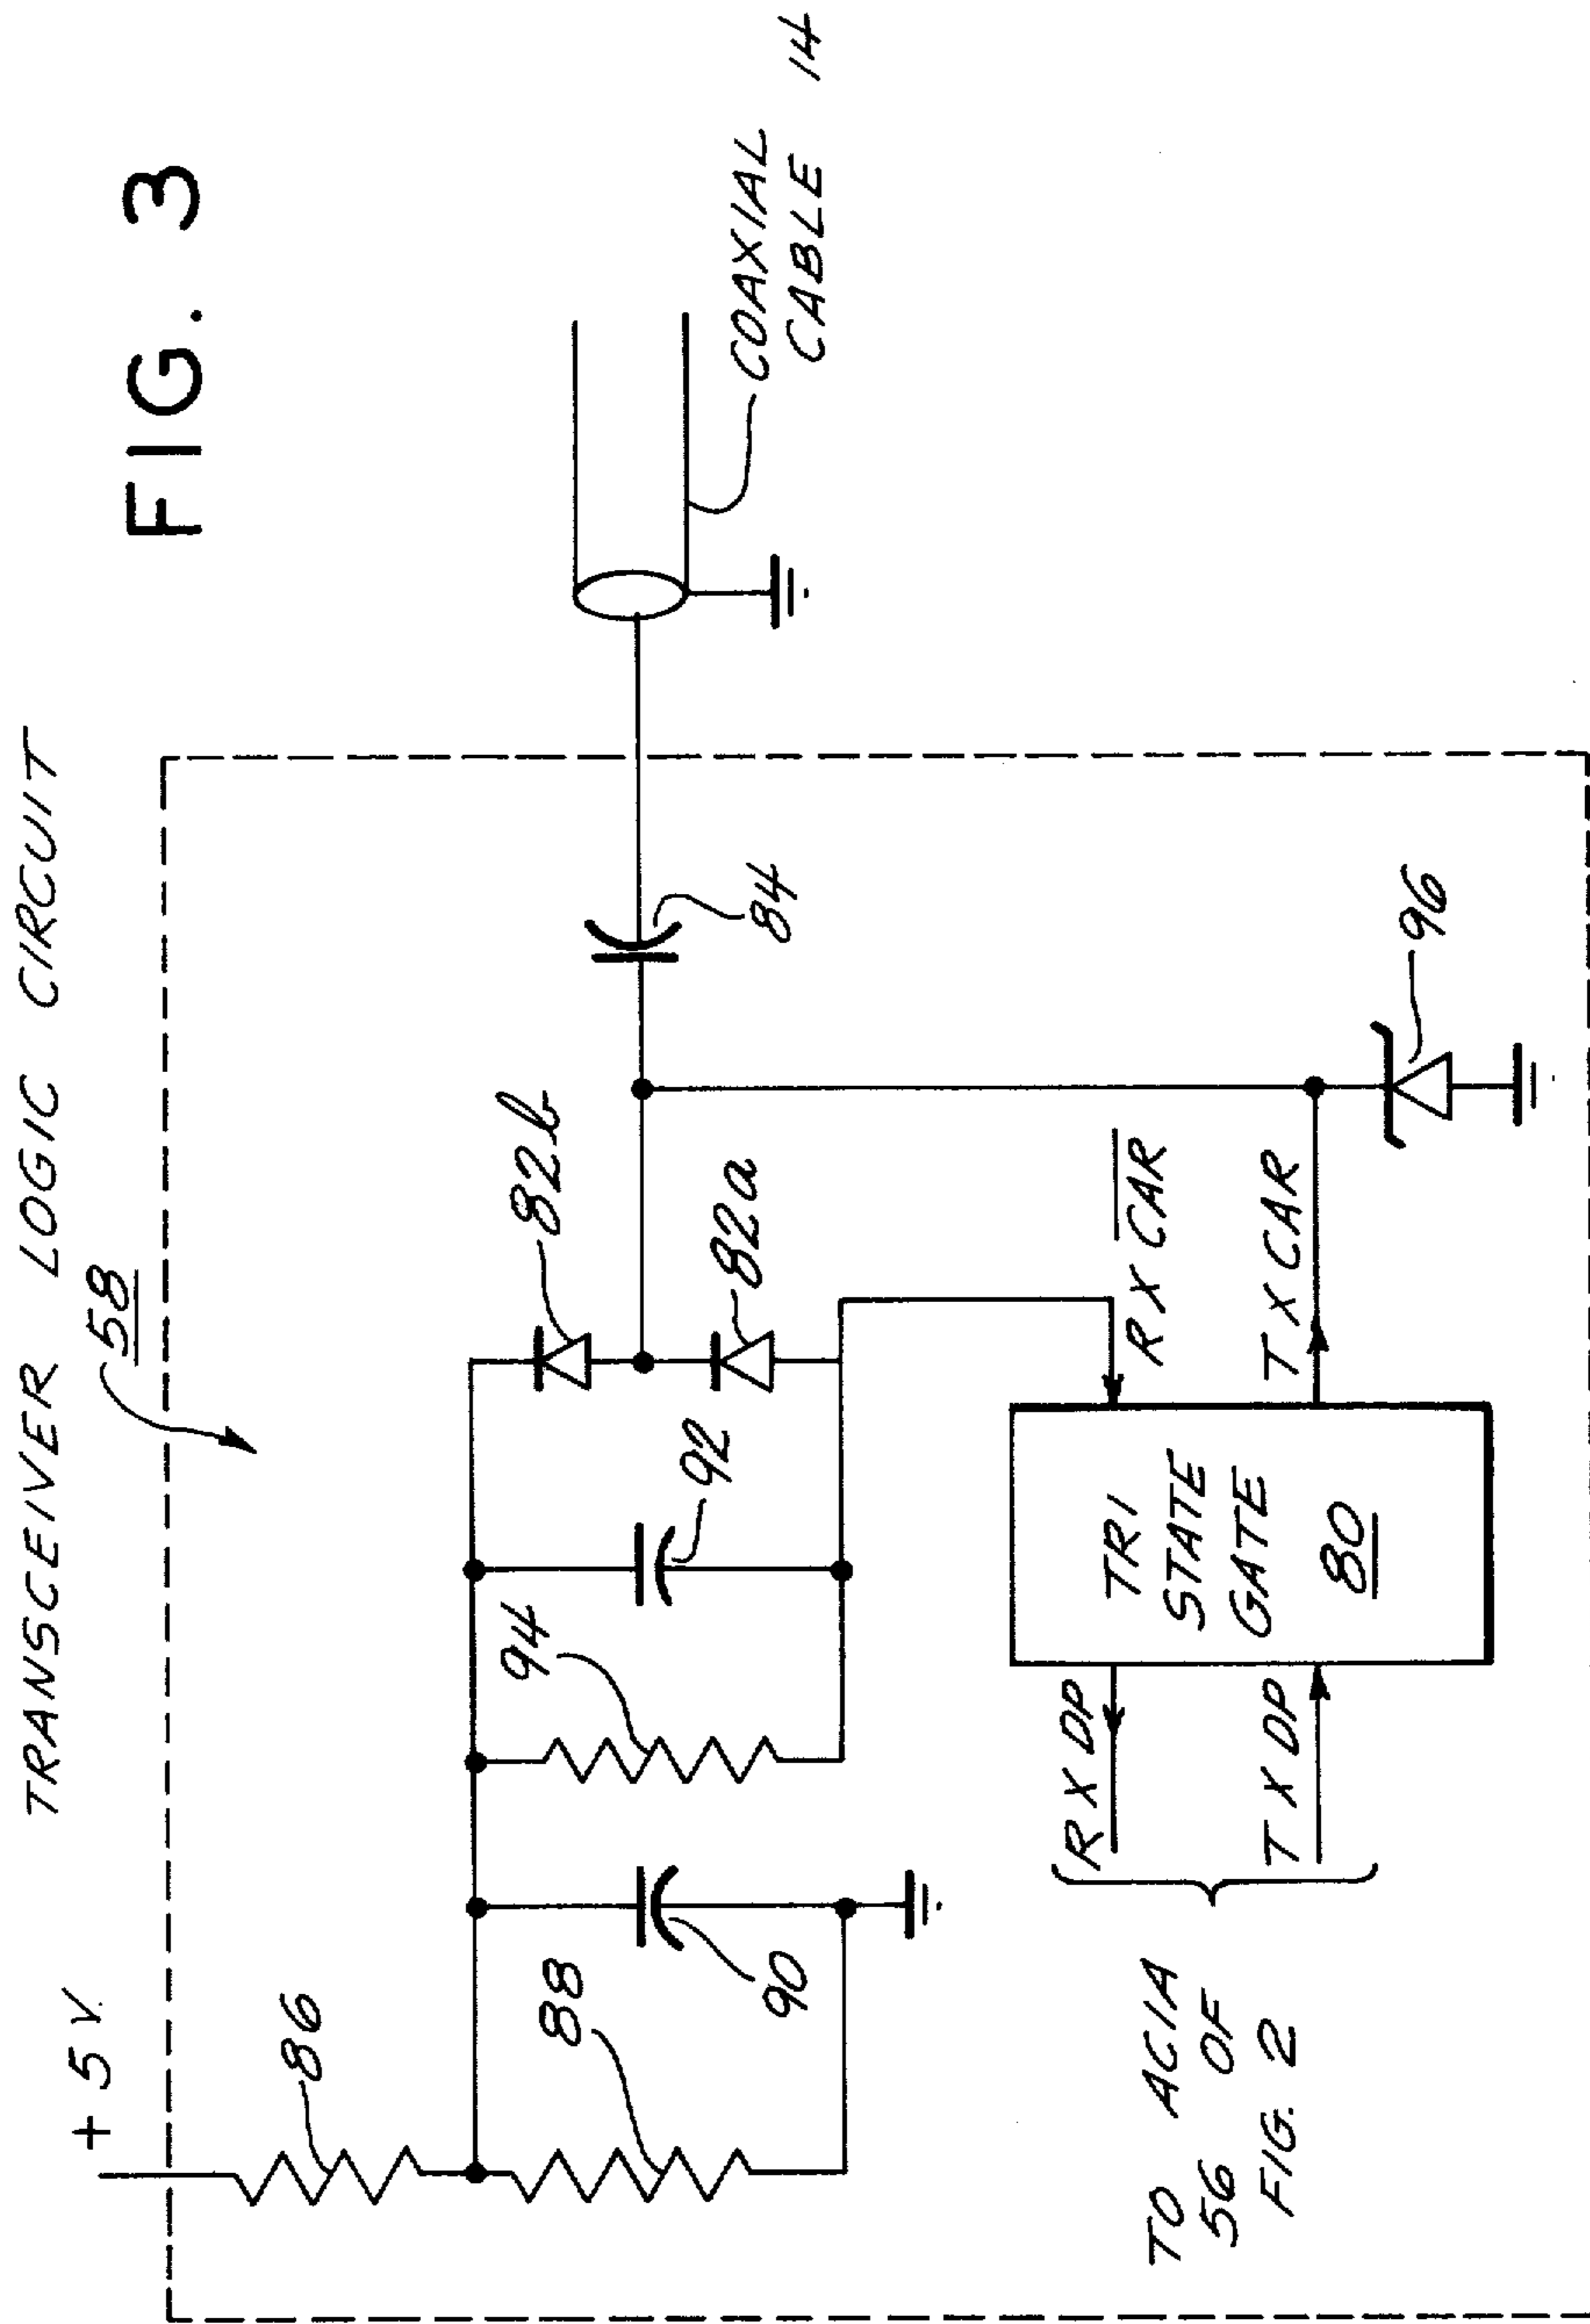 FIG. 3
TRANSCEIVER LOGIC CIRCUIT
58
+ 5 V.
86
88
90
94
92
82b
82a
84
COAXIAL
CABLE 14
RX CAR
TX CAR
96
TRI
STATE
GATE
80
RX DP
TX DP
TO ACIA
56 OF
FIG. 2